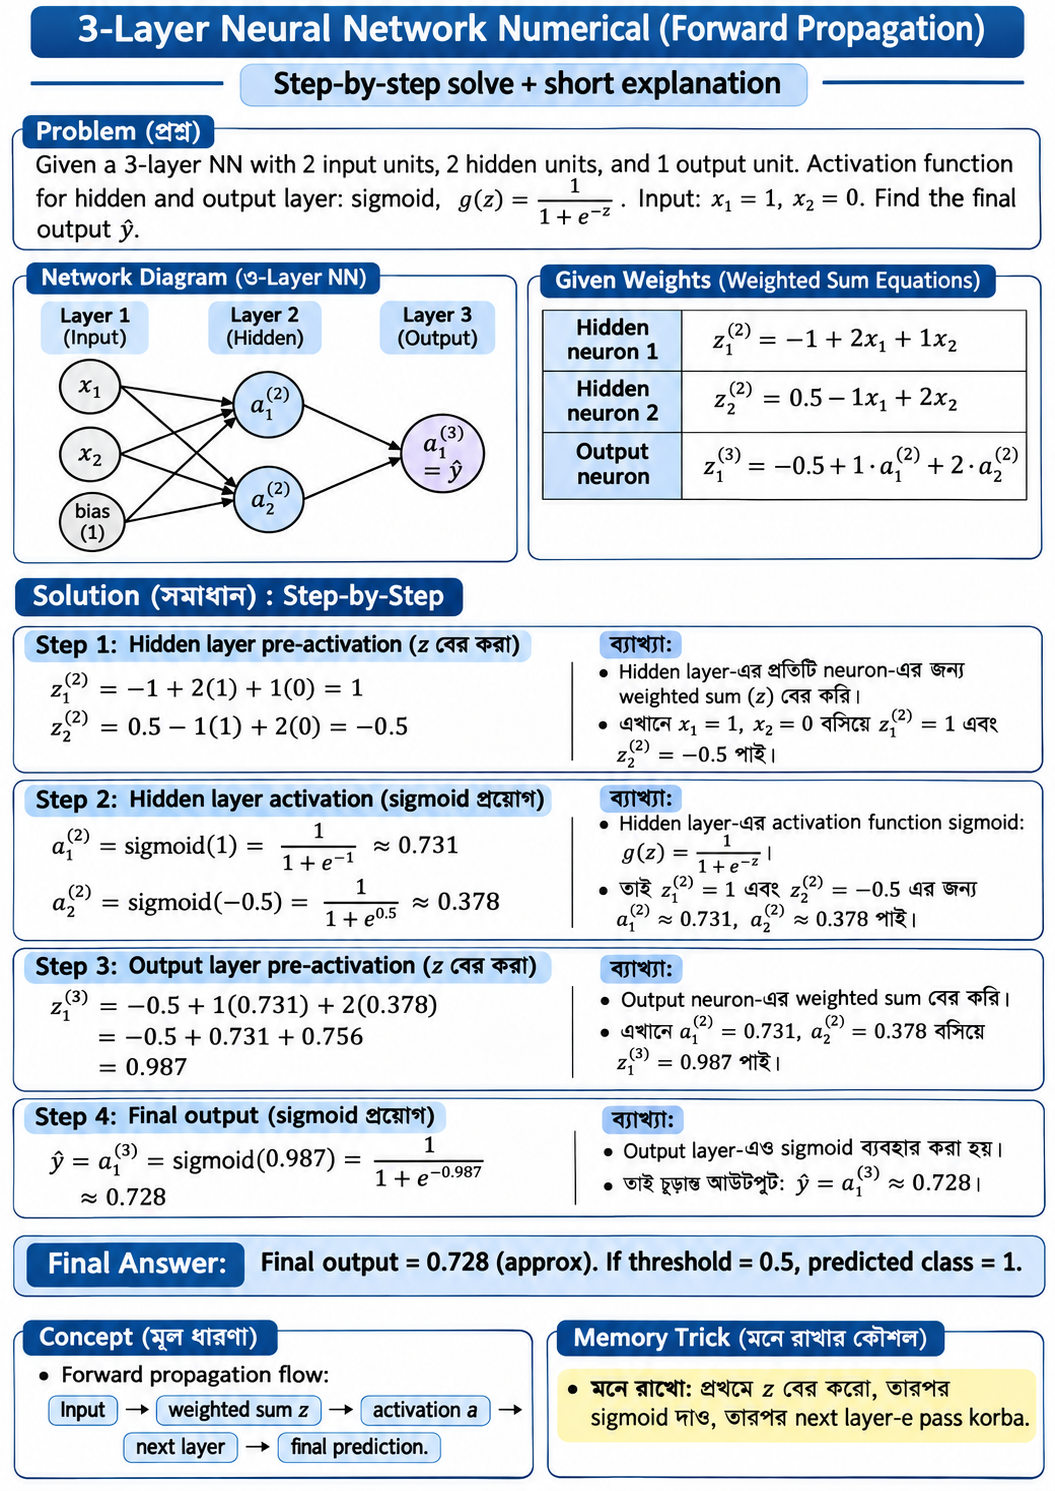 3-Layer Neural Network Numerical (Forward Propagation)
Step-by-step solve + short explanation
Problem (প্রশ্ন)
Given a 3-layer NN with 2 input units, 2 hidden units, and 1 output unit. Activation function
for hidden and output layer: sigmoid, g(z) = 1 / (1 + e^−z) . Input: x₁ = 1, x₂ = 0. Find the final
output ŷ.
Network Diagram (৩-Layer NN)
Layer 1
(Input)
Layer 2
(Hidden)
Layer 3
(Output)
x₁
x₂
bias
(1)
a₁⁽²⁾
a₂⁽²⁾
a₁⁽³⁾
= ŷ
Given Weights (Weighted Sum Equations)
Hidden
neuron 1
z₁⁽²⁾ = −1 + 2x₁ + 1x₂
Hidden
neuron 2
z₂⁽²⁾ = 0.5 − 1x₁ + 2x₂
Output
neuron
z₁⁽³⁾ = −0.5 + 1 · a₁⁽²⁾ + 2 · a₂⁽²⁾
Solution (সমাধান) : Step-by-Step
Step 1: Hidden layer pre-activation (z বের করা)
z₁⁽²⁾ = −1 + 2(1) + 1(0) = 1
z₂⁽²⁾ = 0.5 − 1(1) + 2(0) = −0.5
ব্যাখ্যা:
• Hidden layer-এর প্রতিটি neuron-এর জন্য
weighted sum (z) বের করি।
• এখানে x₁ = 1, x₂ = 0 বসিয়ে z₁⁽²⁾ = 1 এবং
z₂⁽²⁾ = −0.5 পাই।
Step 2: Hidden layer activation (sigmoid প্রয়োগ)
a₁⁽²⁾ = sigmoid(1) = 1 / (1 + e^−1) ≈ 0.731
a₂⁽²⁾ = sigmoid(−0.5) = 1 / (1 + e^0.5) ≈ 0.378
ব্যাখ্যা:
• Hidden layer-এর activation function sigmoid:
g(z) = 1 / (1 + e^−z)।
• তাই z₁⁽²⁾ = 1 এবং z₂⁽²⁾ = −0.5 এর জন্য
a₁⁽²⁾ ≈ 0.731, a₂⁽²⁾ ≈ 0.378 পাই।
Step 3: Output layer pre-activation (z বের করা)
z₁⁽³⁾ = −0.5 + 1(0.731) + 2(0.378)
= −0.5 + 0.731 + 0.756
= 0.987
ব্যাখ্যা:
• Output neuron-এর weighted sum বের করি।
• এখানে a₁⁽²⁾ = 0.731, a₂⁽²⁾ = 0.378 বসিয়ে
z₁⁽³⁾ = 0.987 পাই।
Step 4: Final output (sigmoid প্রয়োগ)
ŷ = a₁⁽³⁾ = sigmoid(0.987) = 1 / (1 + e^−0.987)
≈ 0.728
ব্যাখ্যা:
• Output layer-এও sigmoid ব্যবহার করা হয়।
• তাই চূড়ান্ত আউটপুট: ŷ = a₁⁽³⁾ ≈ 0.728।
Final Answer: Final output = 0.728 (approx). If threshold = 0.5, predicted class = 1.
Concept (মূল ধারণা)
• Forward propagation flow:
Input → weighted sum z → activation a →
next layer → final prediction.
Memory Trick (মনে রাখার কৌশল)
• মনে রাখো: প্রথমে z বের করো, তারপর
sigmoid দাও, তারপর next layer-e pass korba.